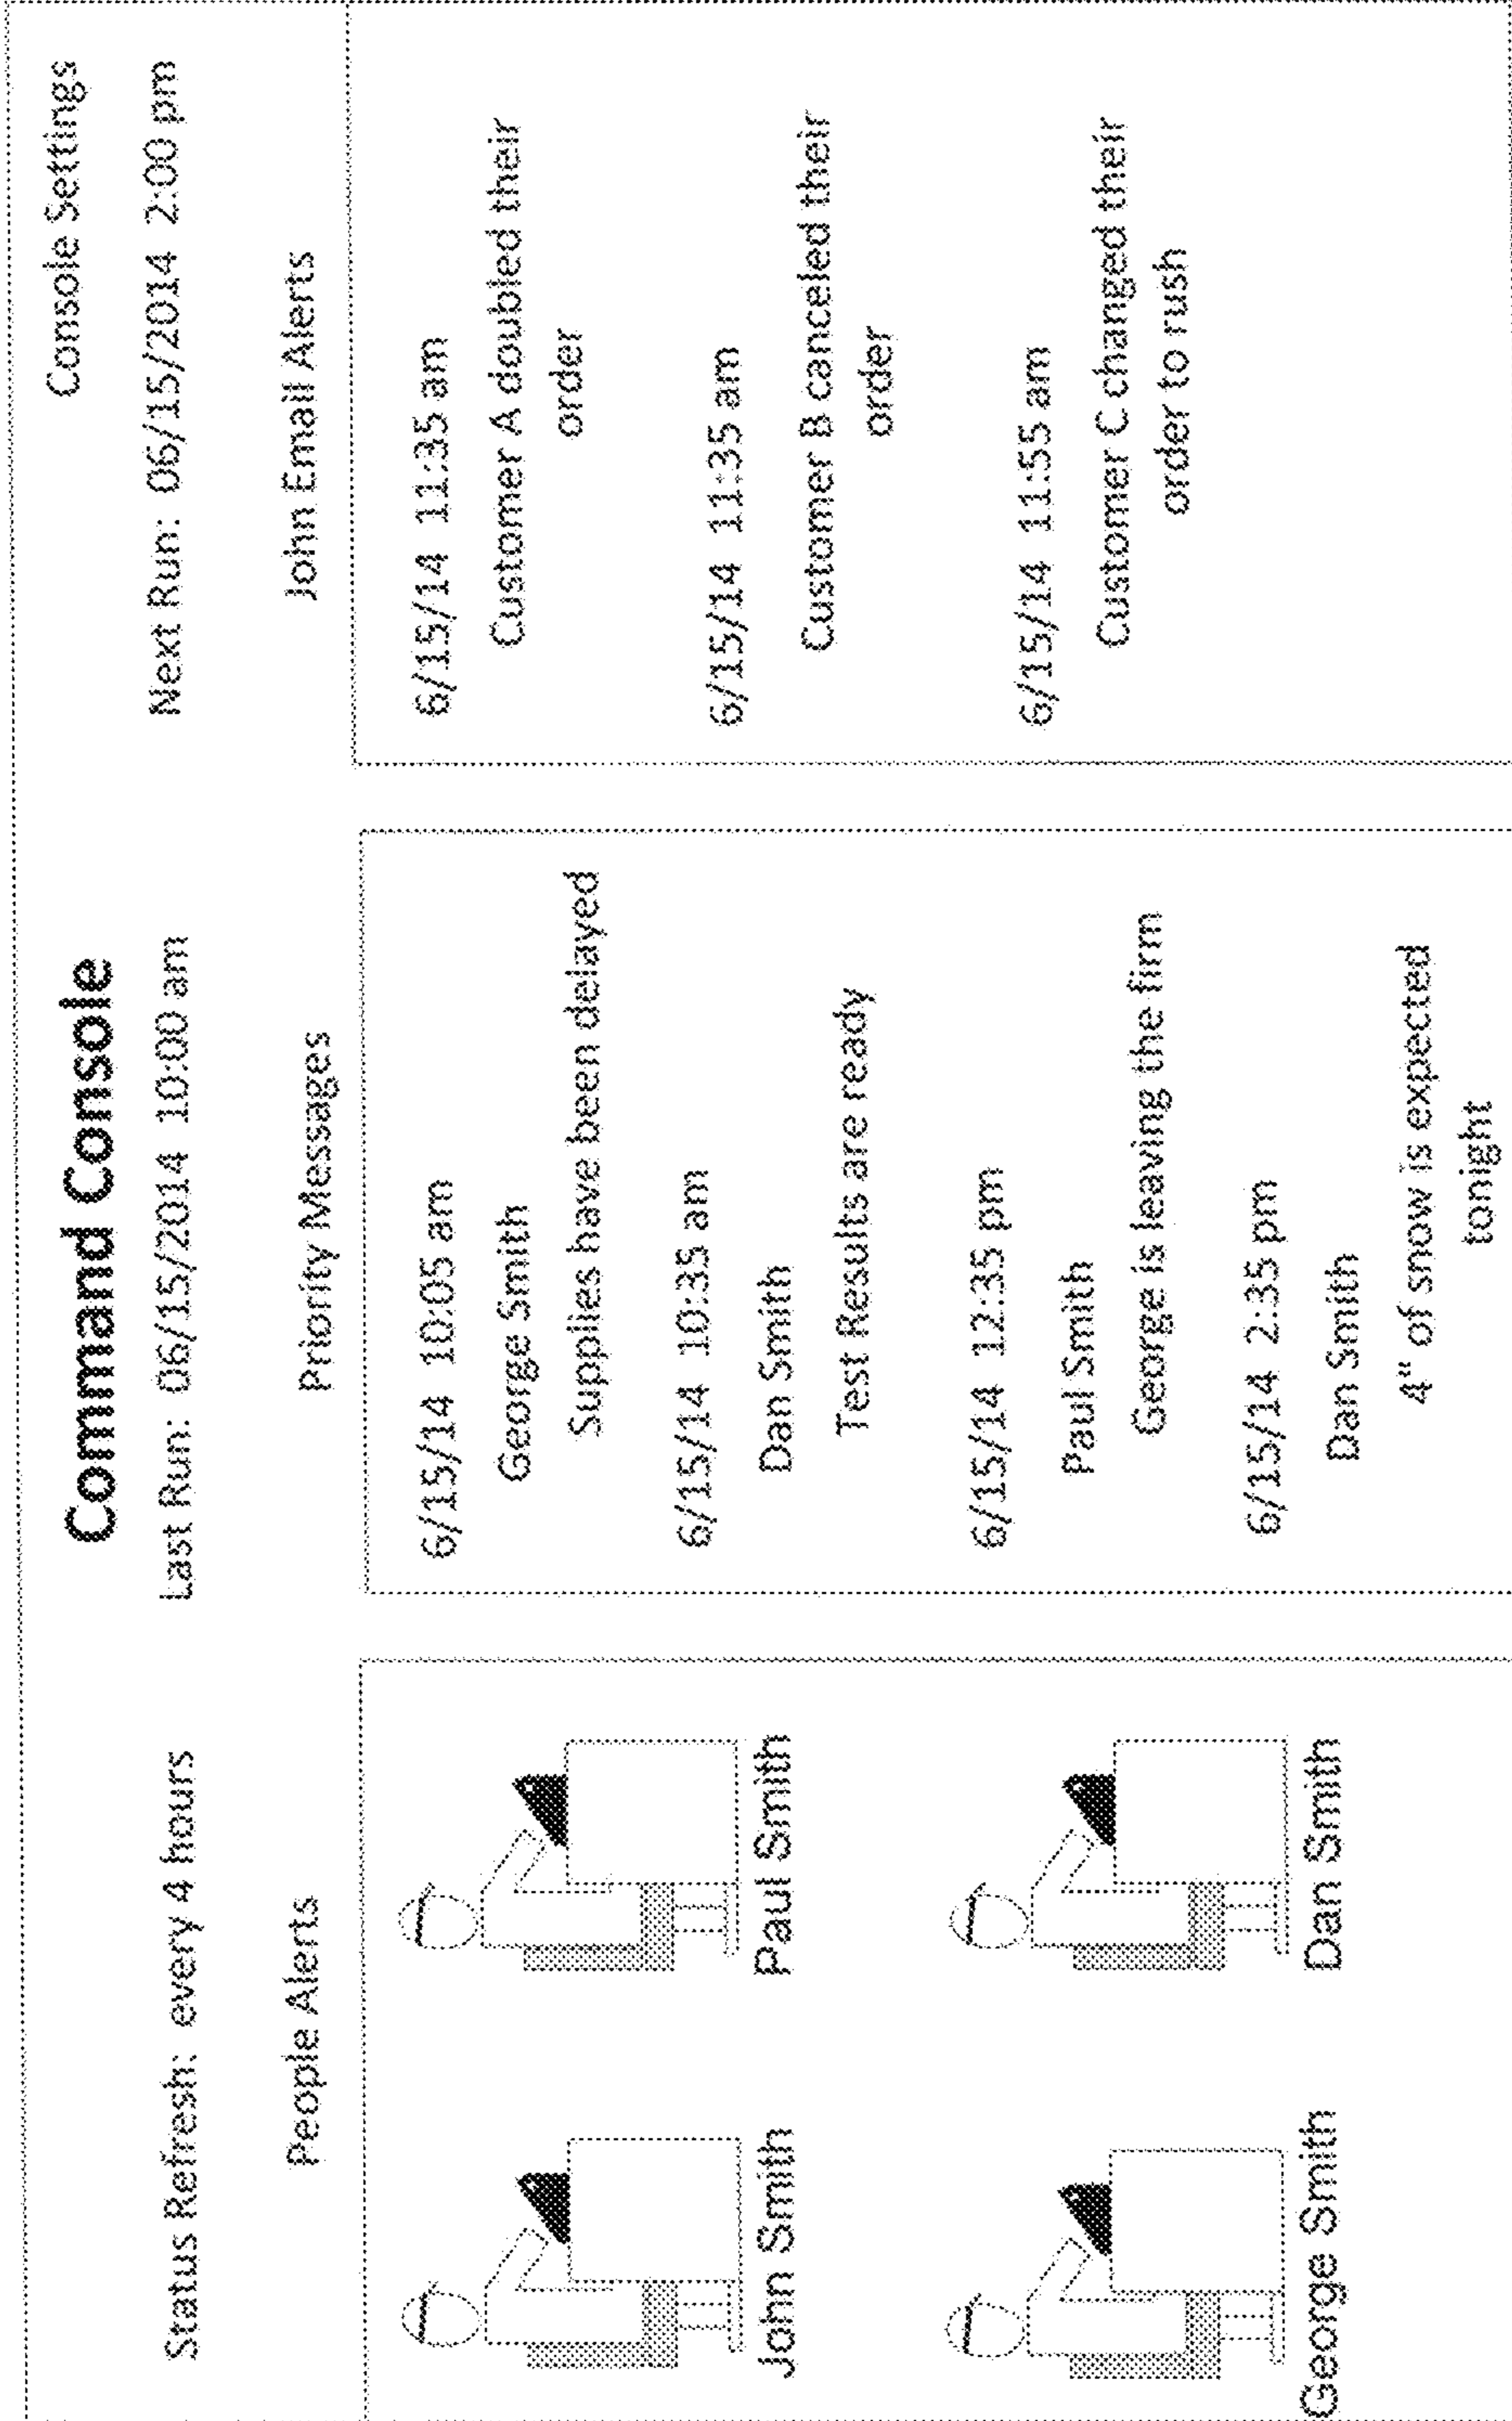 Command Console
Console Settings
Status Refresh: every 4 hours
Last Run: 06/15/2014 10:00 am
Next Run: 06/15/2014 2:00 pm
People Alerts
John Smith
Paul Smith
George Smith
Dan Smith
Priority Messages
6/15/14 10:05 am
George Smith
Supplies have been delayed
6/15/14 10:35 am
Dan Smith
Test Results are ready
6/15/14 12:35 pm
Paul Smith
George is leaving the firm
6/15/14 2:35 pm
Dan Smith
4" of snow is expected
tonight
John Email Alerts
6/15/14 11:35 am
Customer A doubled their
order
6/15/14 11:35 am
Customer B canceled their
order
6/15/14 11:55 am
Customer C changed their
order to rush